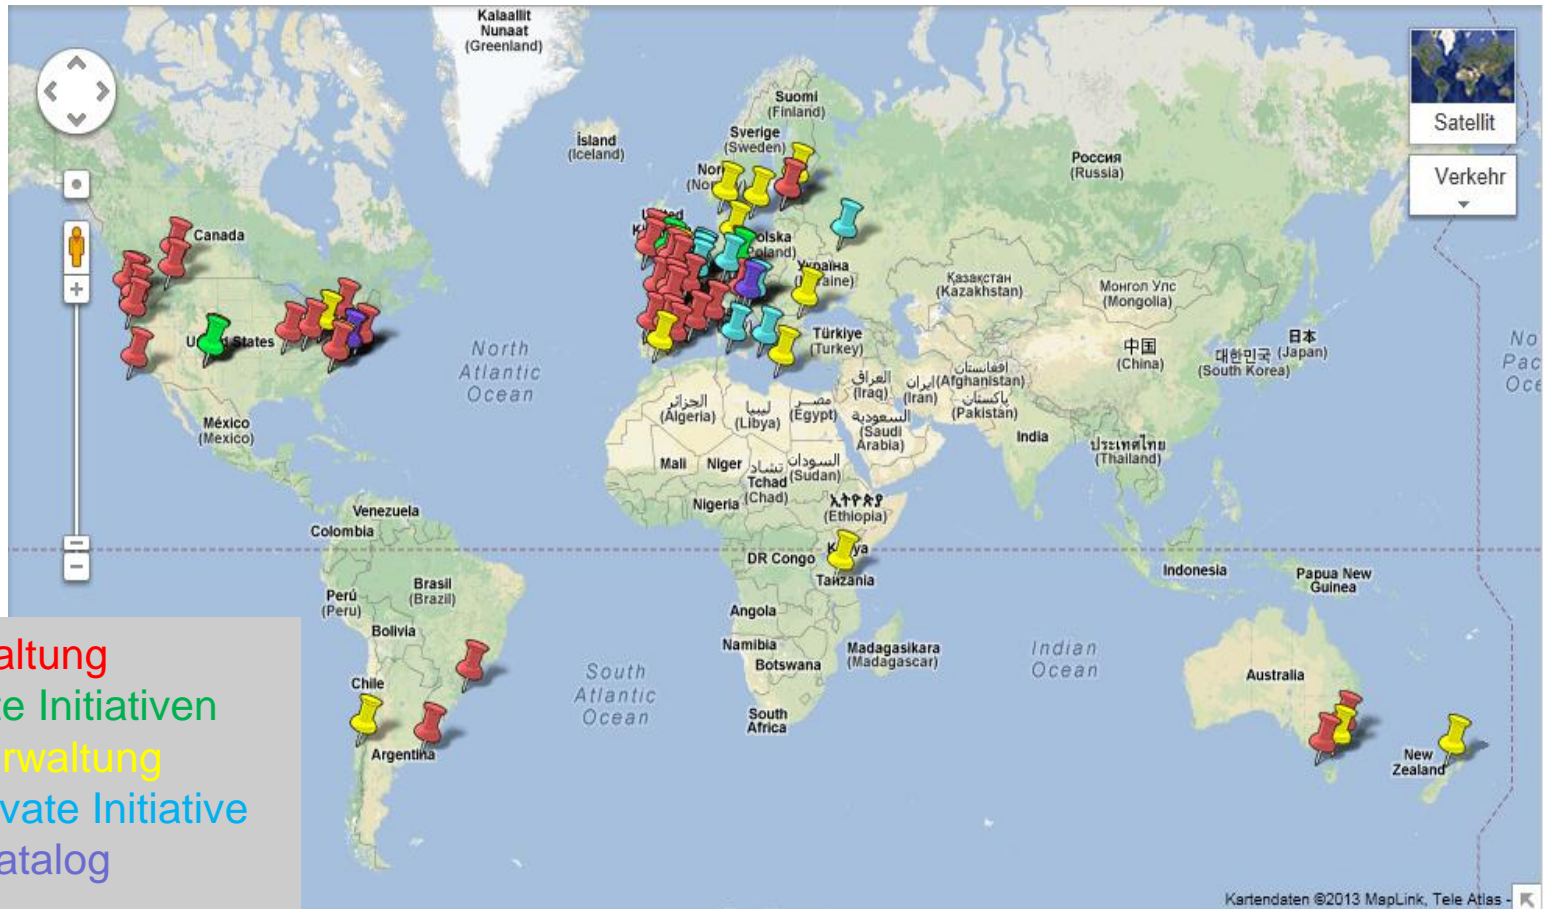 Kalaallit
Nunaat
(Greenland)
Suomi
(Finland)
Satellit
Ísland
(Iceland)
Sverige
(Sweden)
Россия
(Russia)
Verkehr
Canada
Қазақстан
(Kazakhstan)
Монгол Улс
(Mongolia)
North
Atlantic
Ocean
Türkiye
(Turkey)
中国
(China)
대한민국
(South Korea)
日本
(Japan)
México
(Mexico)
الجزائر
(Algeria)
ليبيا
(Libya)
مصر
(Egypt)
العراق
(Iraq)
ایران
(Iran)
افغانستان
(Afghanistan)
پاکستان
(Pakistan)
السعودية
(Saudi
Arabia)
India
ประเทศไทย
(Thailand)
Mali
Niger
تشاد
Tchad
(Chad)
السودان
(Sudan)
Nigeria
ኢትዮጵያ
(Ethiopia)
Venezuela
Colombia
DR Congo
Tanzania
Indonesia
Papua New
Guinea
Perú
(Peru)
Brasil
(Brazil)
Bolivia
Angola
Namibia
Botswana
Madagasikara
(Madagascar)
Indian
Ocean
South
Atlantic
Ocean
Chile
Argentina
South
Africa
Australia
New
Zealand
altung
te Initiativen
rwaltung
vate Initiative
atalog
Kartendaten ©2013 MapLink, Tele Atlas -